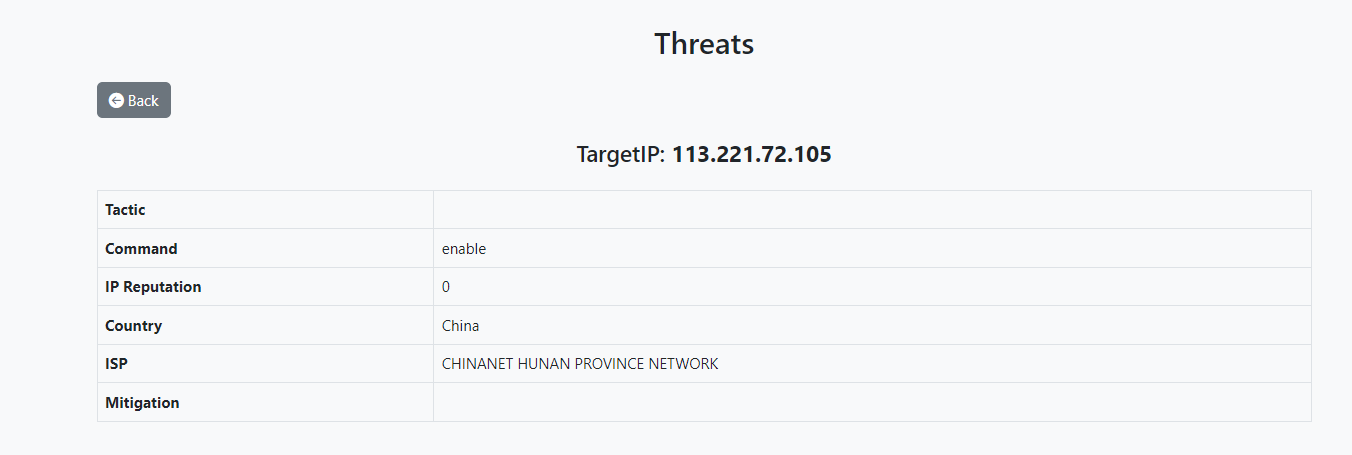 Threats
Back
TargetIP: 113.221.72.105
Tactic
Command enable
IP Reputation 0
Country China
ISP CHINANET HUNAN PROVINCE NETWORK
Mitigation